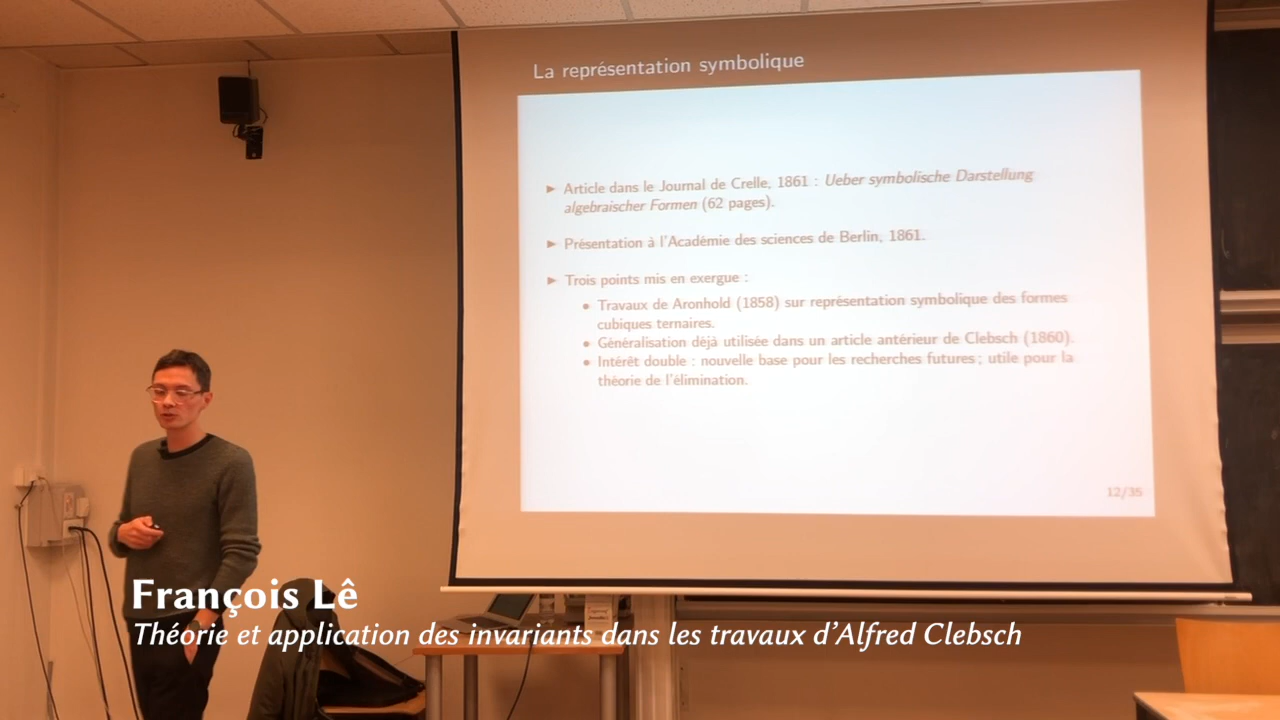 La représentation symbolique
► Article dans le Journal de Crelle, 1861 : Ueber symbolische Darstellung
algebraischer Formen (62 pages).
► Présentation à l'Académie des sciences de Berlin, 1861.
► Trois points mis en exergue :
• Travaux de Aronhold (1858) sur représentation symbolique des formes
cubiques ternaires.
• Généralisation déjà utilisée dans un article antérieur de Clebsch (1860).
• Intérêt double : nouvelle base pour les recherches futures ; utile pour la
théorie de l'élimination.
12/35
François Lê
Théorie et application des invariants dans les travaux d'Alfred Clebsch